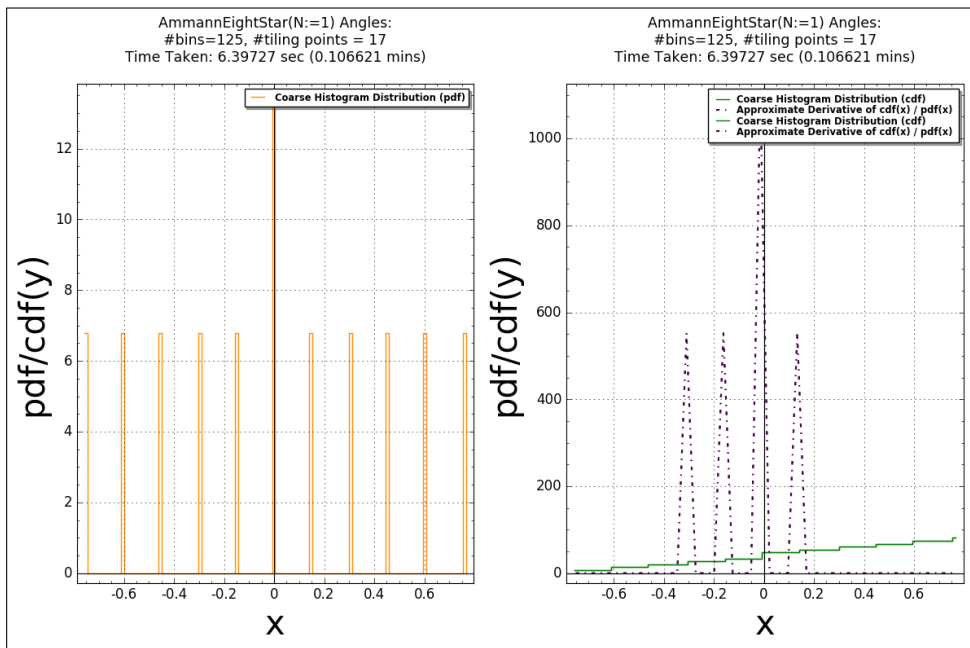 AmmannEightStar(N:=1) Angles:
#bins=125, #tiling points = 17
Time Taken: 6.39727 sec (0.106621 mins)
Coarse Histogram Distribution (pdf)
pdf/cdf(y)
12
10
8
6
4
2
0
-0.6
-0.4
-0.2
0
0.2
0.4
0.6
x
AmmannEightStar(N:=1) Angles:
#bins=125, #tiling points = 17
Time Taken: 6.39727 sec (0.106621 mins)
Coarse Histogram Distribution (cdf)
Approximate Derivative of cdf(x) / pdf(x)
Coarse Histogram Distribution (cdf)
Approximate Derivative of cdf(x) / pdf(x)
pdf/cdf(y)
1000
800
600
400
200
0
-0.6
-0.4
-0.2
0
0.2
0.4
0.6
x